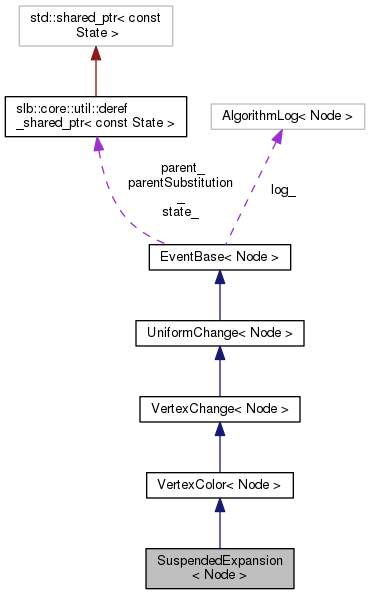 std::shared_ptr< const
State >
slb::core::util::deref
_shared_ptr< const State >
AlgorithmLog< Node >
parent_
parentSubstitution
_
state_
log_
EventBase< Node >
UniformChange< Node >
VertexChange< Node >
VertexColor< Node >
SuspendedExpansion
< Node >